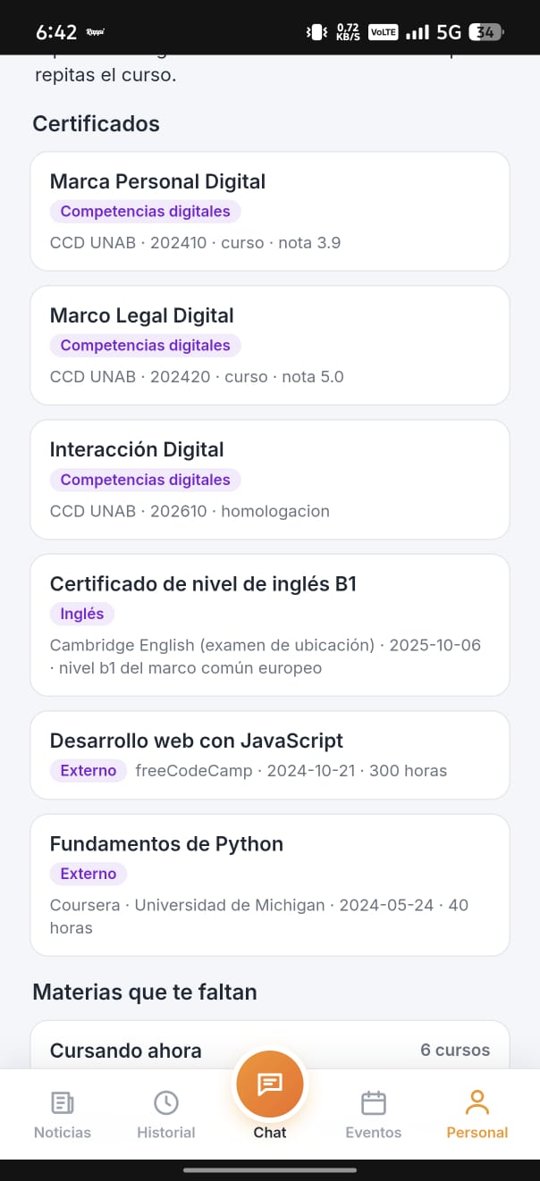 6:42
0,72
KB/S
VoLTE
5G
34
repitas el curso.
Certificados
Marca Personal Digital
Competencias digitales
CCD UNAB · 202410 · curso · nota 3.9
Marco Legal Digital
Competencias digitales
CCD UNAB · 202420 · curso · nota 5.0
Interacción Digital
Competencias digitales
CCD UNAB · 202610 · homologacion
Certificado de nivel de inglés B1
Inglés
Cambridge English (examen de ubicación) · 2025-10-06
· nivel b1 del marco común europeo
Desarrollo web con JavaScript
Externo freeCodeCamp · 2024-10-21 · 300 horas
Fundamentos de Python
Externo
Coursera · Universidad de Michigan · 2024-05-24 · 40
horas
Materias que te faltan
Cursando ahora 6 cursos
Noticias Historial Chat Eventos Personal